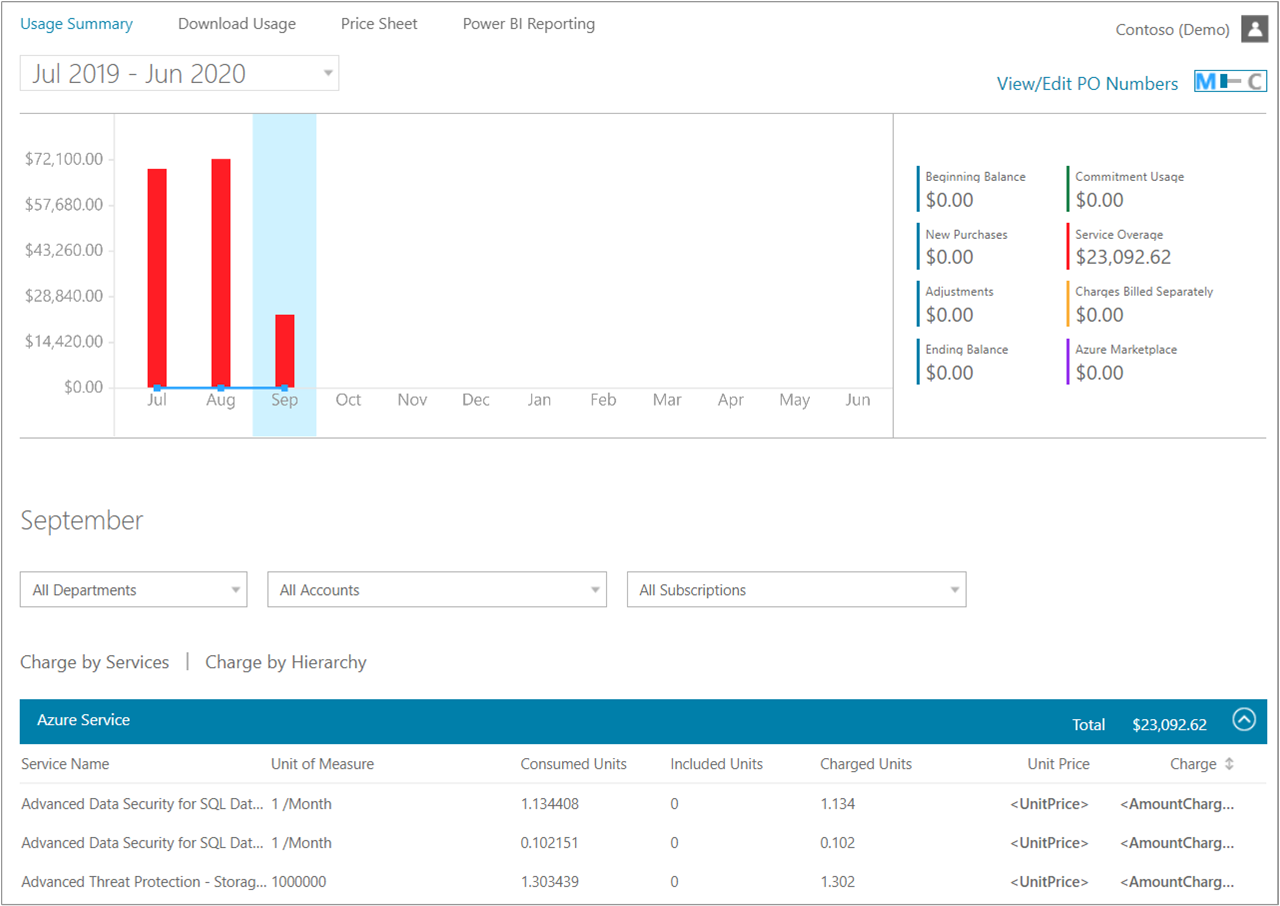 Usage Summary Download Usage Price Sheet Power BI Reporting
Contoso (Demo)
Jul 2019 - Jun 2020
View/Edit PO Numbers M C
$72,100.00
$57,680.00
$43,260.00
$28,840.00
$14,420.00
$0.00
Jul Aug Sep Oct Nov Dec Jan Feb Mar Apr May Jun
Beginning Balance Commitment Usage
$0.00 $0.00
New Purchases Service Overage
$0.00 $23,092.62
Adjustments Charges Billed Separately
$0.00 $0.00
Ending Balance Azure Marketplace
$0.00 $0.00
September
All Departments All Accounts All Subscriptions
Charge by Services | Charge by Hierarchy
Azure Service Total $23,092.62
Service Name Unit of Measure Consumed Units Included Units Charged Units Unit Price Charge
Advanced Data Security for SQL Dat... 1 /Month 1.134408 0 1.134 <UnitPrice> <AmountCharg...
Advanced Data Security for SQL Dat... 1 /Month 0.102151 0 0.102 <UnitPrice> <AmountCharg...
Advanced Threat Protection - Storag... 1000000 1.303439 0 1.302 <UnitPrice> <AmountCharg...